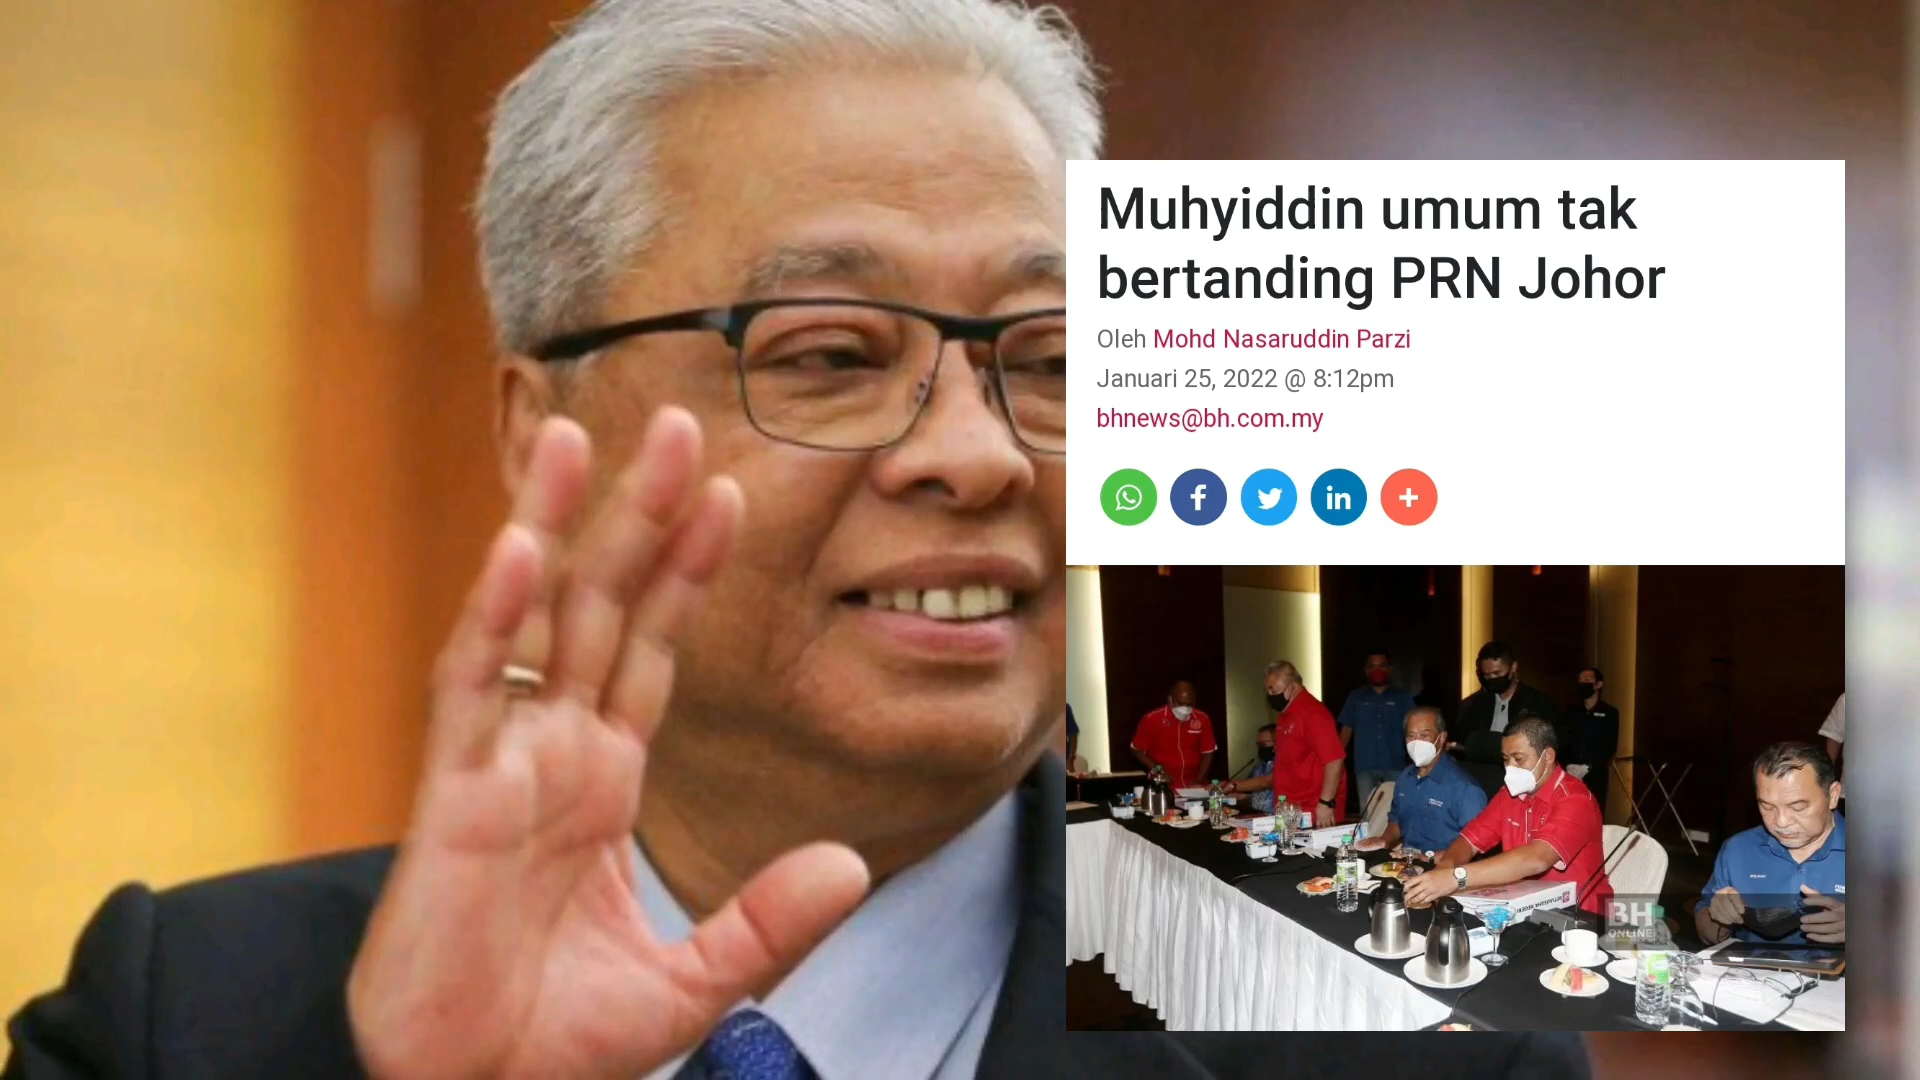 Muhyiddin umum tak
bertanding PRN Johor
Oleh Mohd Nasaruddin Parzi
Januari 25, 2022 @ 8:12pm
bhnews@bh.com.my
BH
ONLINE